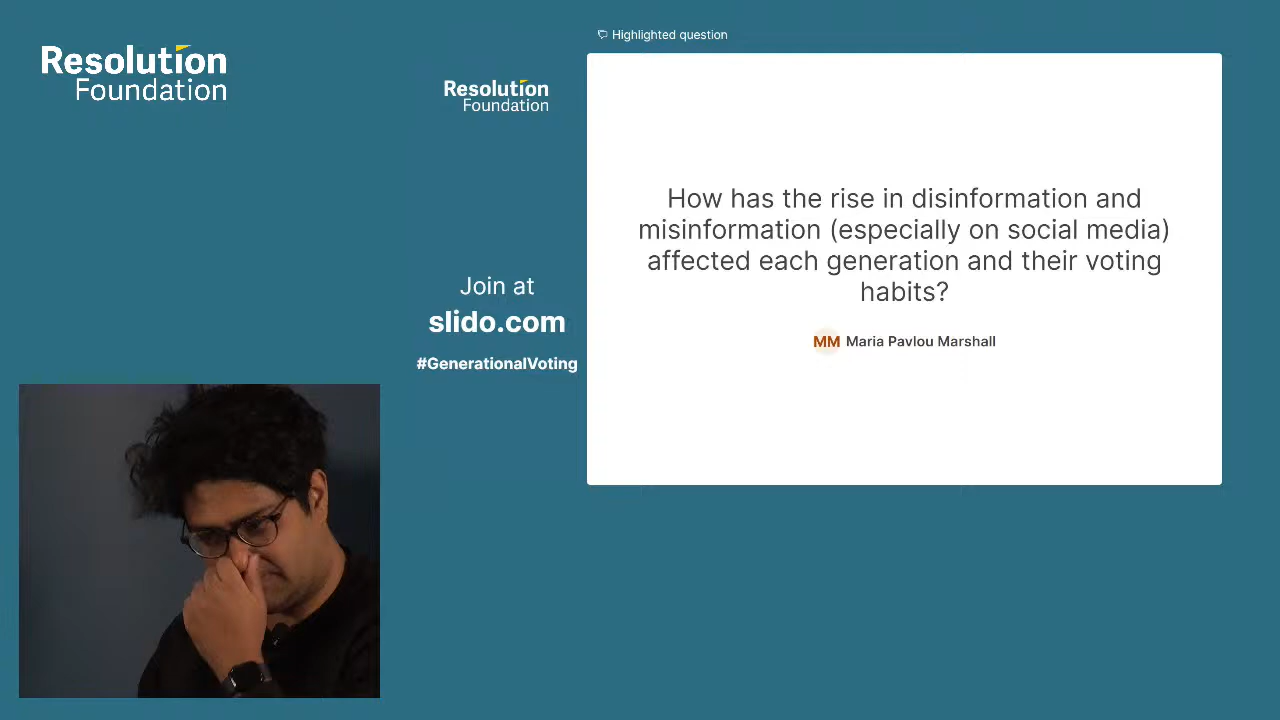 Resolution
Foundation
Highlighted question
Resolution
Foundation
How has the rise in disinformation and
misinformation (especially on social media)
affected each generation and their voting
habits?
MM Maria Pavlou Marshall
Join at
slido.com
#GenerationalVoting